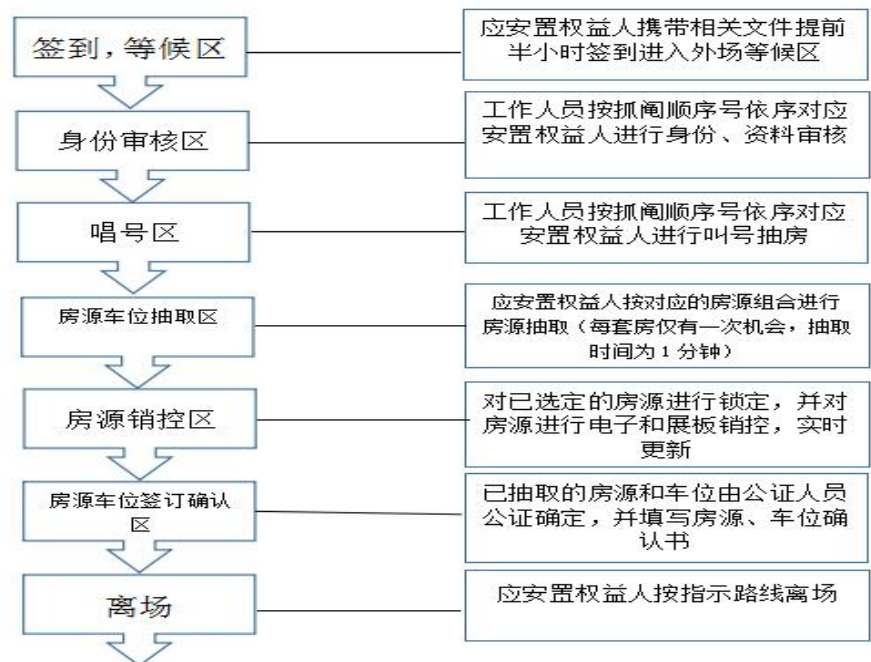 签到，等候区
应安置权益人携带相关文件提前
半小时签到进入外场等候区
身份审核区
工作人员按抓阄顺序号依序对应
安置权益人进行身份、资料审核
唱号区
工作人员按抓阄顺序号依序对应
安置权益人进行叫号抽房
房源车位抽取区
应安置权益人按对应的房源组合进行
房源抽取（每套房仅有一次机会，抽取
时间为1分钟）
房源销控区
对已选定的房源进行锁定，并对
房源进行电子和展板销控，实时
更新
房源车位签订确认
区
已抽取的房源和车位由公证人员
公证确定，并填写房源、车位确
认书
离场
应安置权益人按指示路线离场